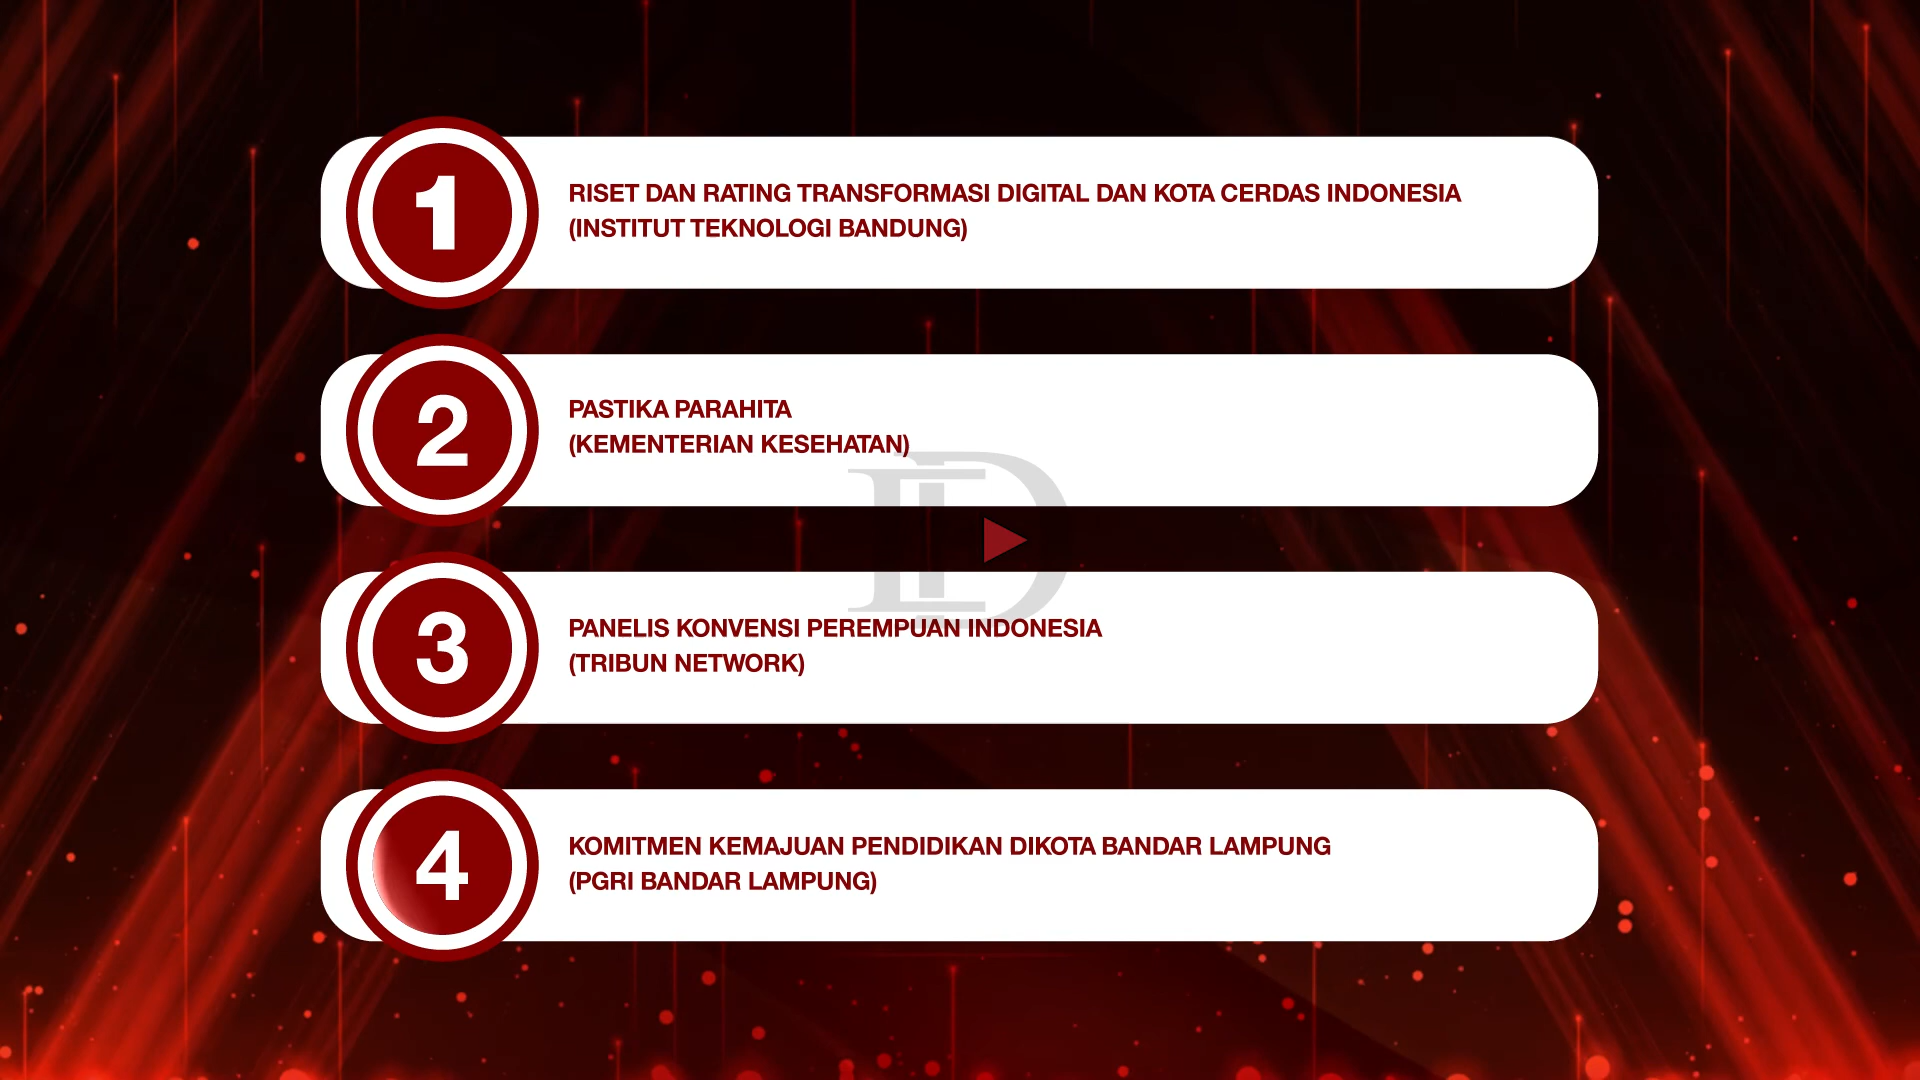 1
RISET DAN RATING TRANSFORMASI DIGITAL DAN KOTA CERDAS INDONESIA
(INSTITUT TEKNOLOGI BANDUNG)
2
PASTIKA PARAHITA
(KEMENTERIAN KESEHATAN)
3
PANELIS KONVENSI PEREMPUAN INDONESIA
(TRIBUN NETWORK)
4
KOMITMEN KEMAJUAN PENDIDIKAN DIKOTA BANDAR LAMPUNG
(PGRI BANDAR LAMPUNG)